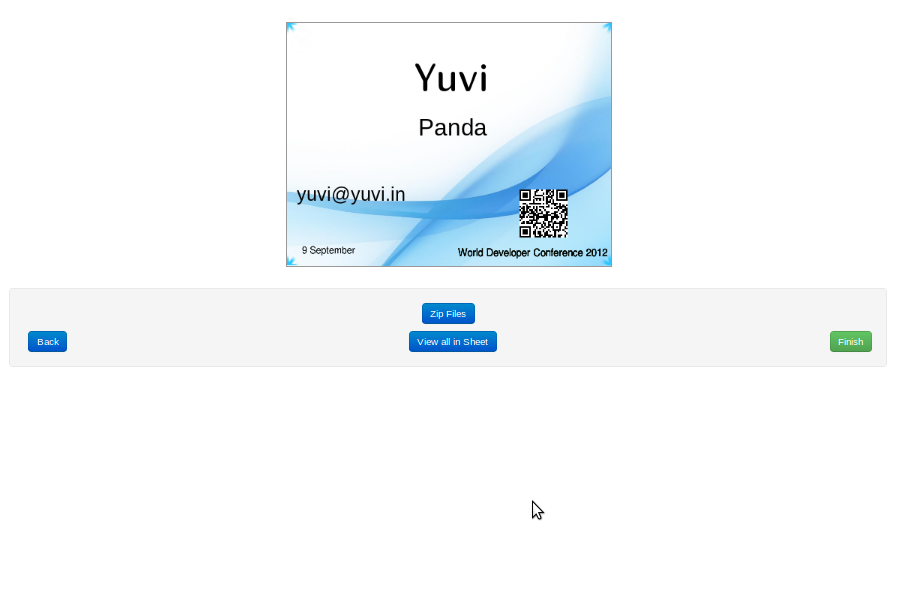 Yuvi
Panda
yuvi@yuvi.in
9 September
World Developer Conference 2012
Zip Files
Back
View all in Sheet
Finish